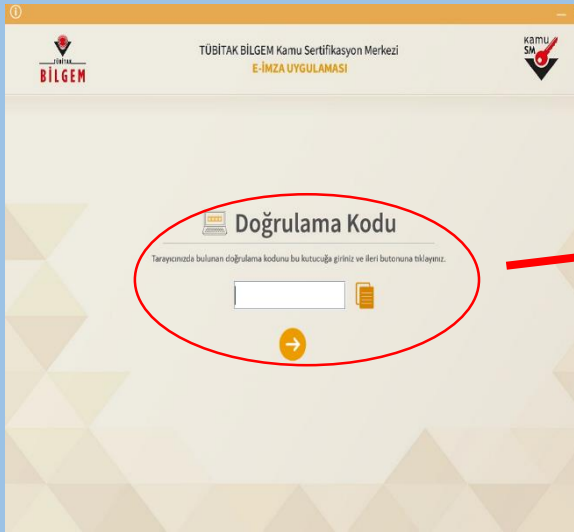 TÜBİTAK
BİLGEM
TÜBİTAK BİLGEM Kamu Sertifikasyon Merkezi
E-İMZA UYGULAMASI
Kamu
SM
Doğrulama Kodu
Tarayıcınızda bulunan doğrulama kodunu bu kutucuğa giriniz ve ileri butonuna tıklayınız.